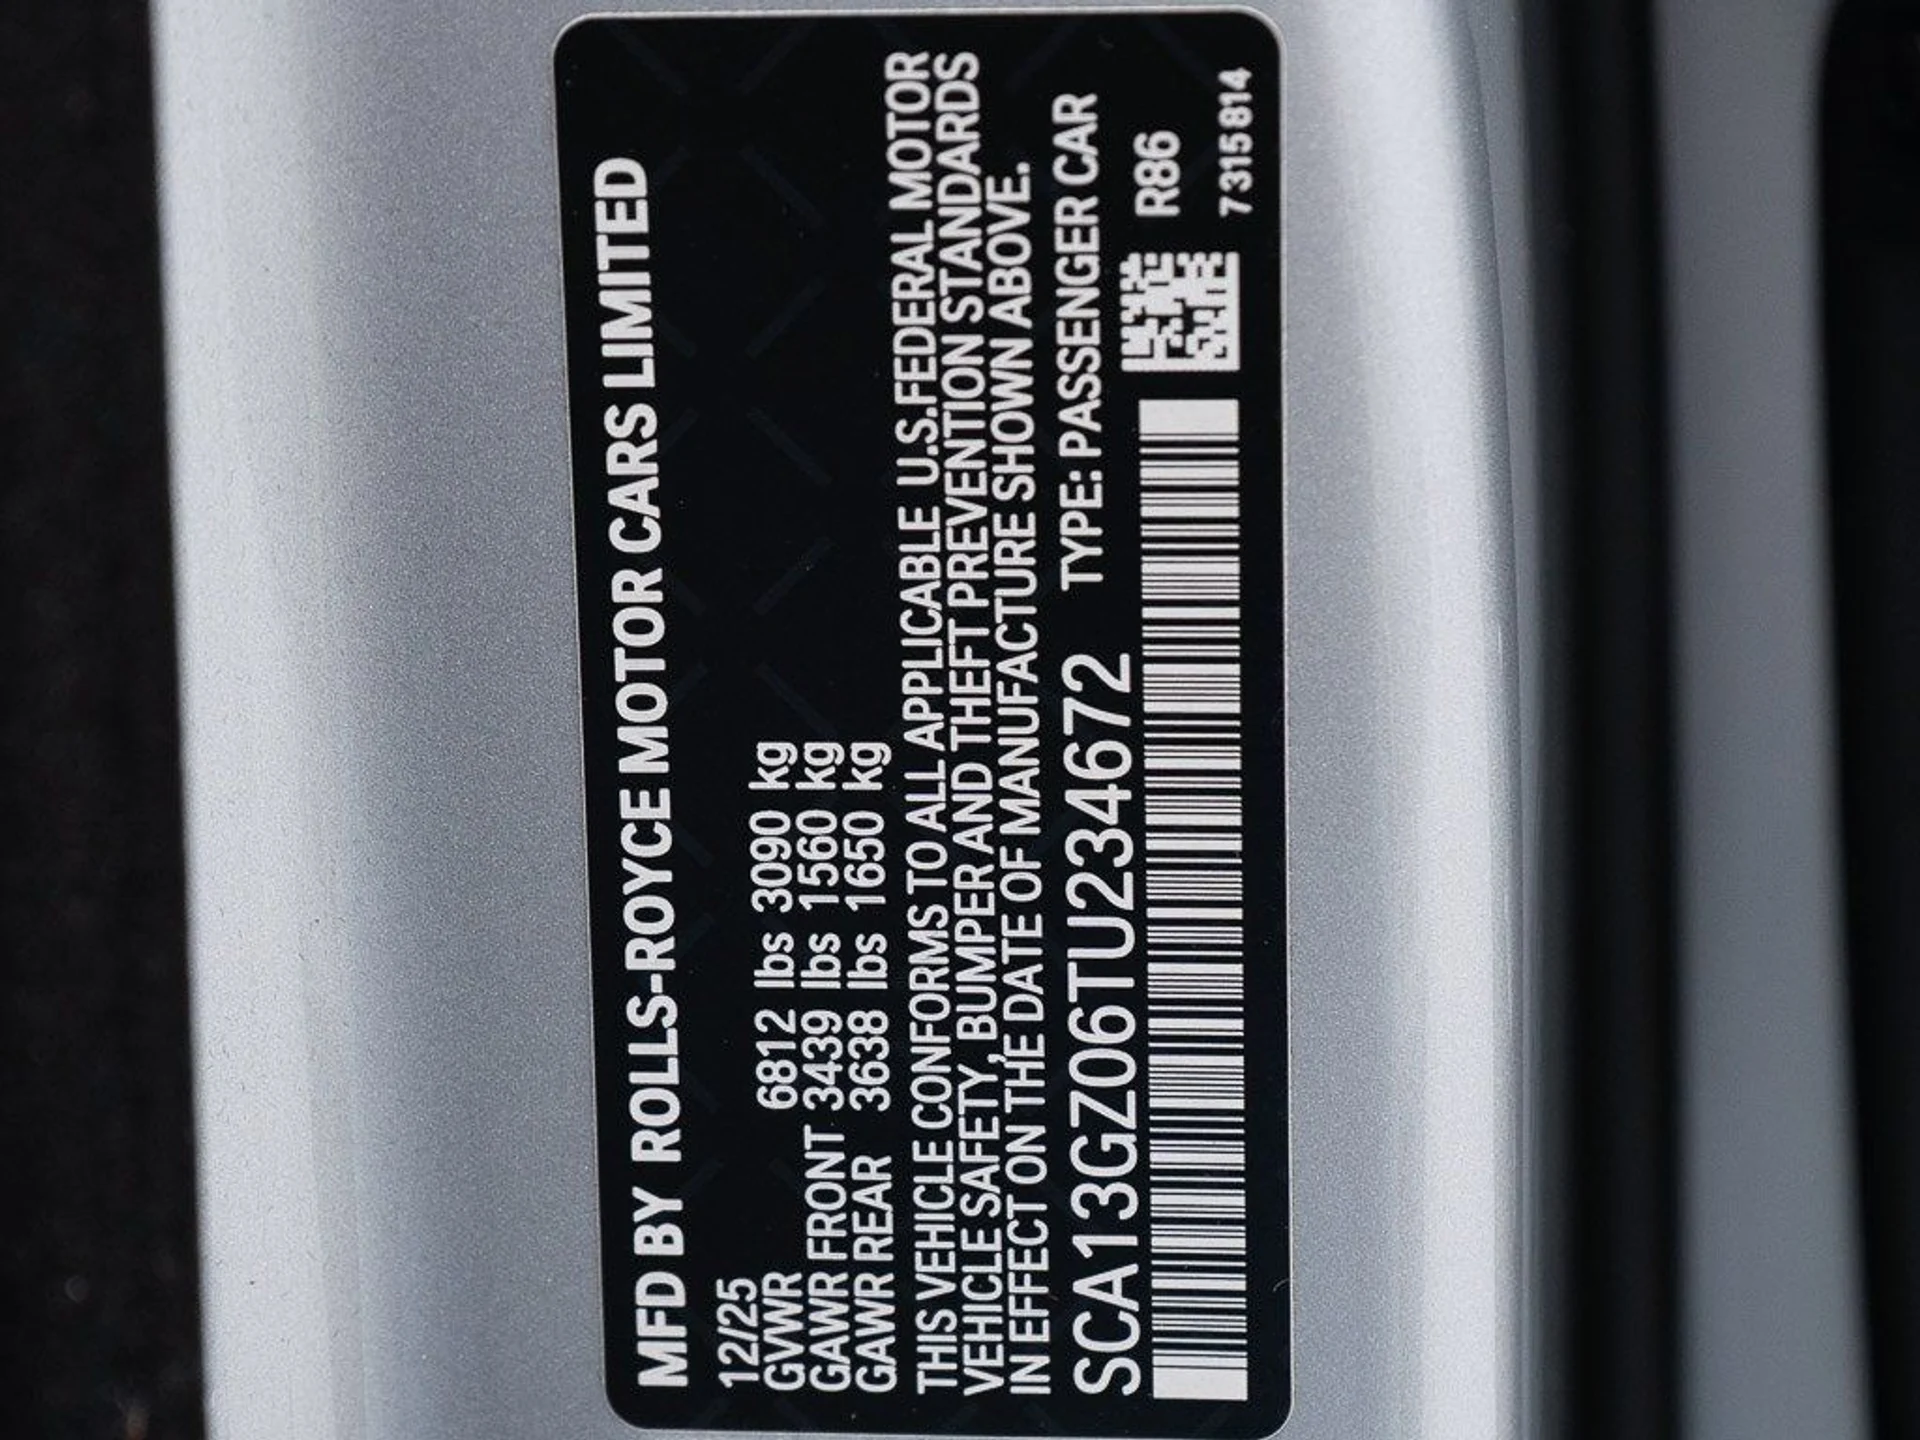 MFD BY ROLLS-ROYCE MOTOR CARS LIMITED
12/25
GVWR 6812 lbs 3090 kg
GAWR FRONT 3439 lbs 1560 kg
GAWR REAR 3638 lbs 1650 kg
THIS VEHICLE CONFORMS TO ALL APPLICABLE U.S.FEDERAL MOTOR
VEHICLE SAFETY, BUMPER AND THEFT PREVENTION STANDARDS
IN EFFECT ON THE DATE OF MANUFACTURE SHOWN ABOVE.
SCA13GZ06TU234672 TYPE: PASSENGER CAR
R86
7315814